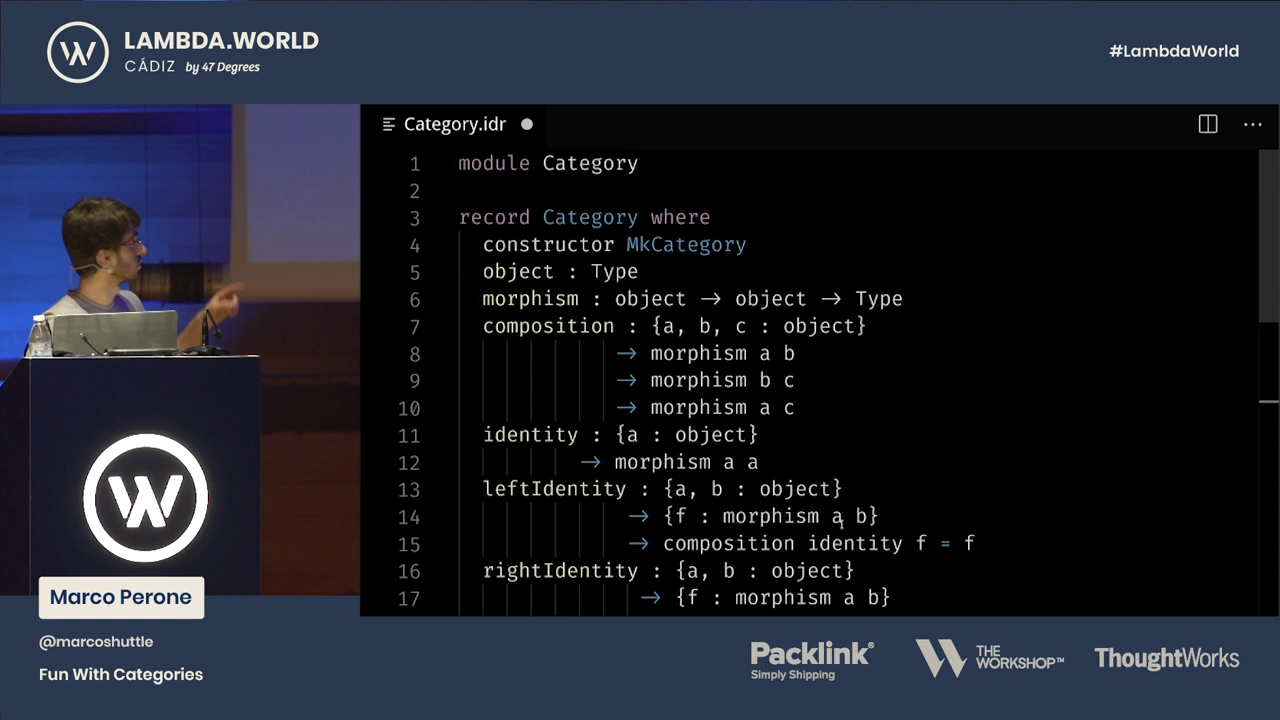 LAMBDA.WORLD
CÁDIZ by 47 Degrees
#LambdaWorld
Category.idr
1 module Category
2
3 record Category where
4 constructor MkCategory
5 object : Type
6 morphism : object → object → Type
7 composition : {a, b, c : object}
8 → morphism a b
9 → morphism b c
10 → morphism a c
11 identity : {a : object}
12 → morphism a a
13 leftIdentity : {a, b : object}
14 → {f : morphism a b}
15 → composition identity f = f
16 rightIdentity : {a, b : object}
17 → {f : morphism a b}
W
Marco Perone
@marcoshuttle
Fun With Categories
Packlink®
Simply Shipping
THE
WORKSHOP™
ThoughtWorks